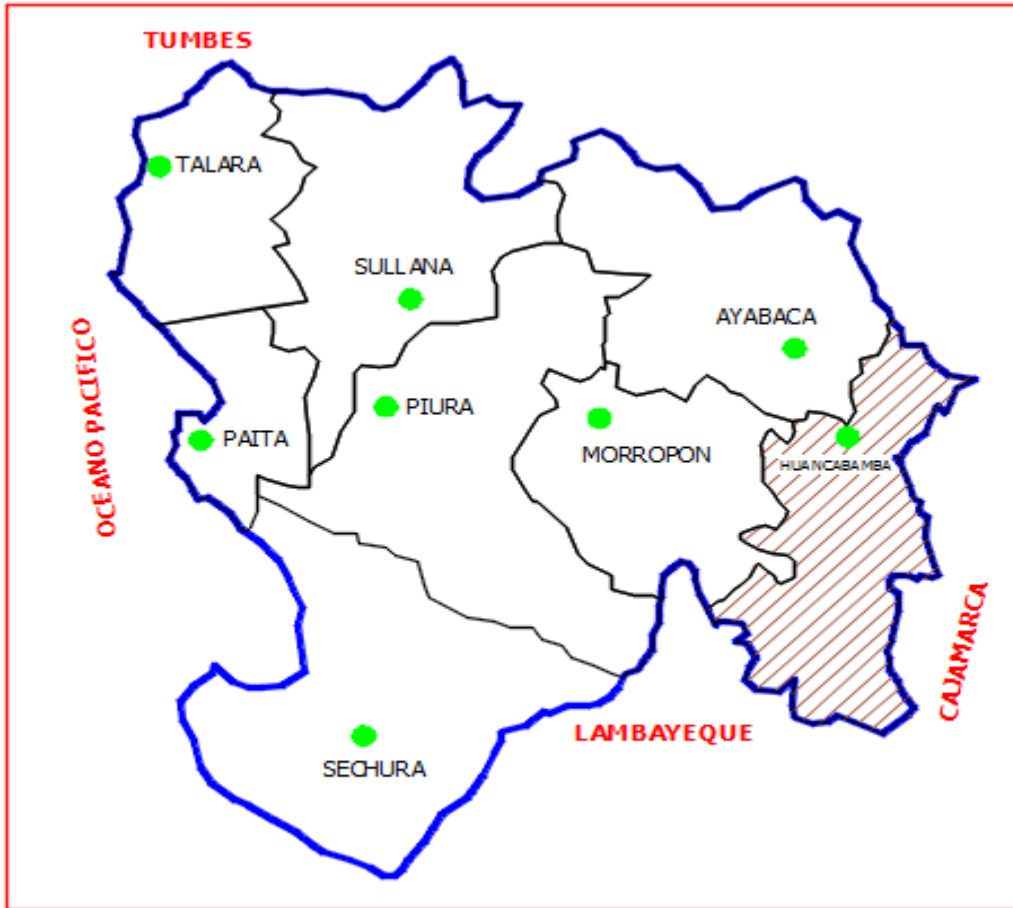 TUMBES
TALARA
SULLANA
AYABACA
OCEANO PACIFICO
PIURA
PAITA
MORROPON
HUANCABAMBA
CAJAMARCA
LAMBAYEQUE
SECHURA